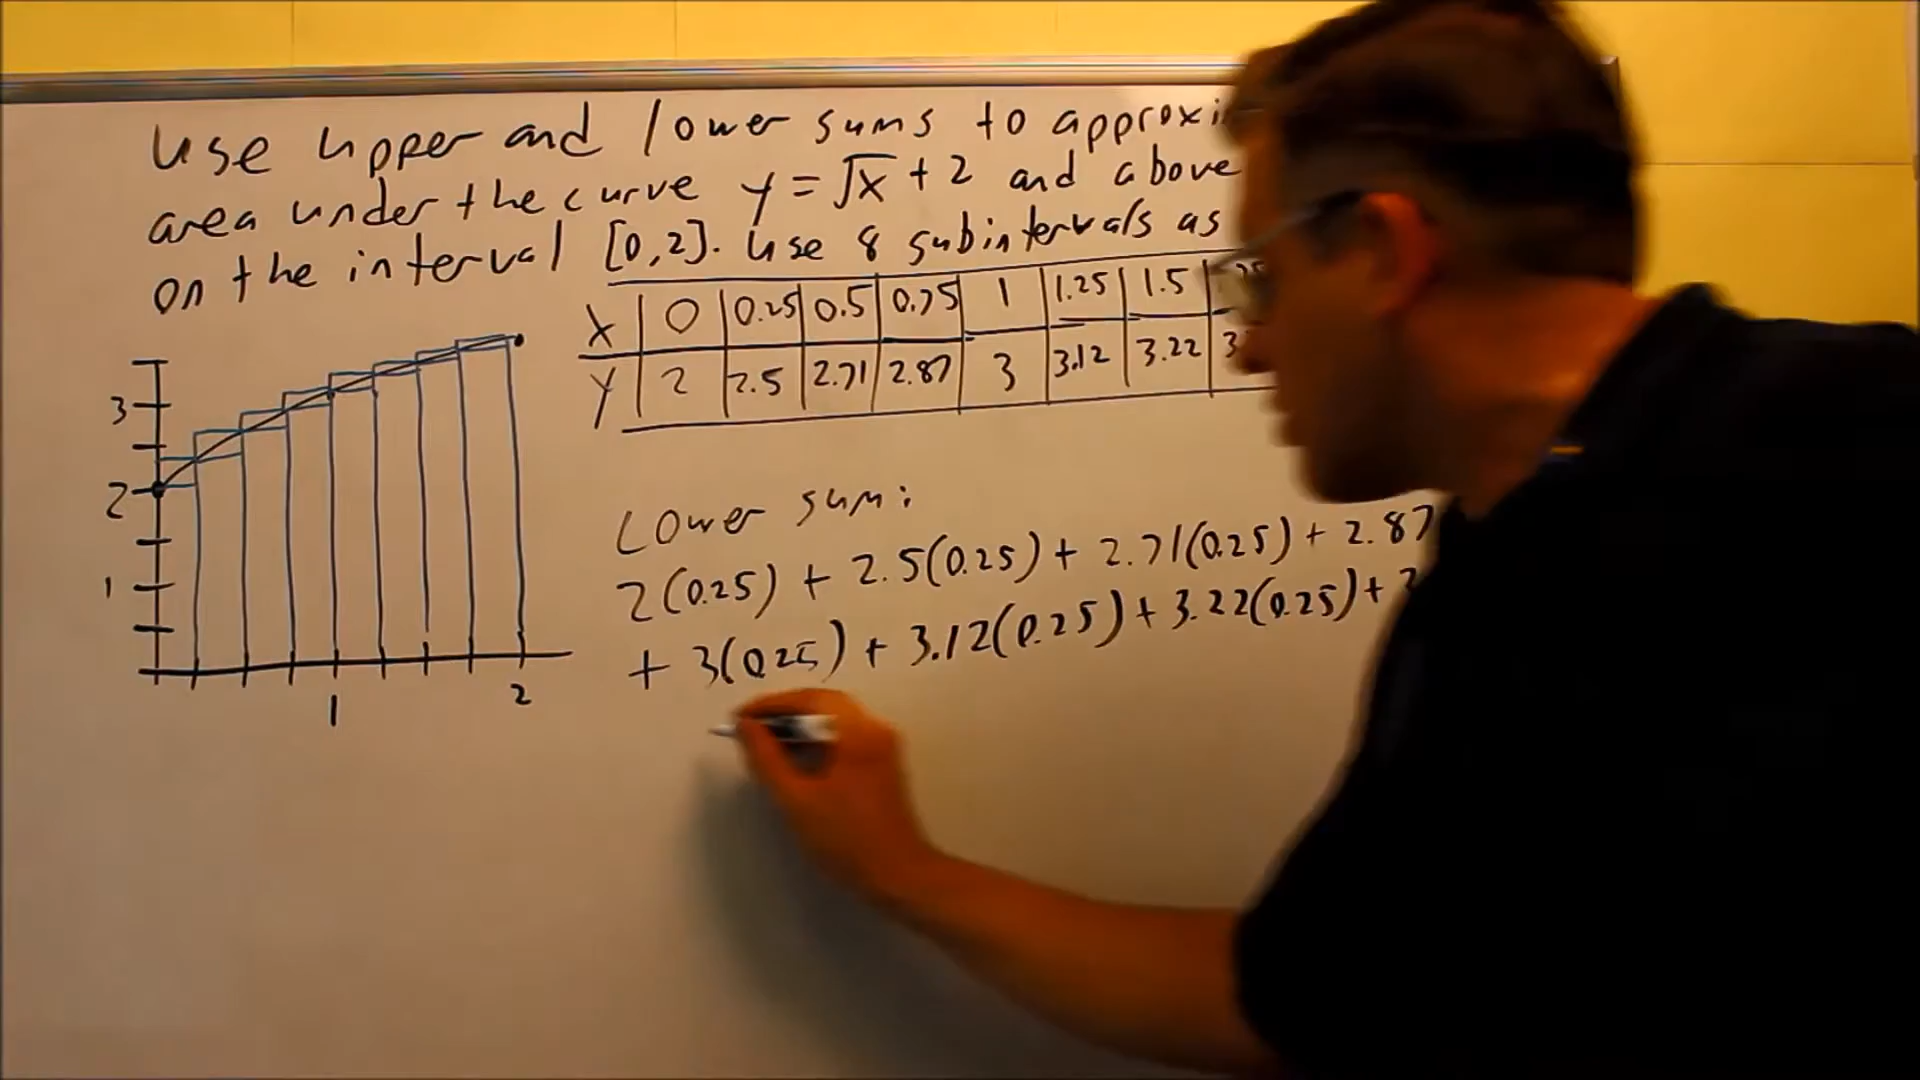 Use Upper and lower sums to
area under the curve y = √x + 2 and above
on the interval [0,2]. Use 8 subintervals as
X | 0 | 0.25 | 0.5 | 0.75 | 1 | 1.25 | 1.5
Y | 2 | 2.5 | 2.71 | 2.87 | 3 | 3.12 | 3.22
3
2
1
1 2
Lower sum:
2(0.25) + 2.5(0.25) + 2.71(0.25) + 2.87
+ 3(0.25) + 3.12(0.25) + 3.22(0.25) +